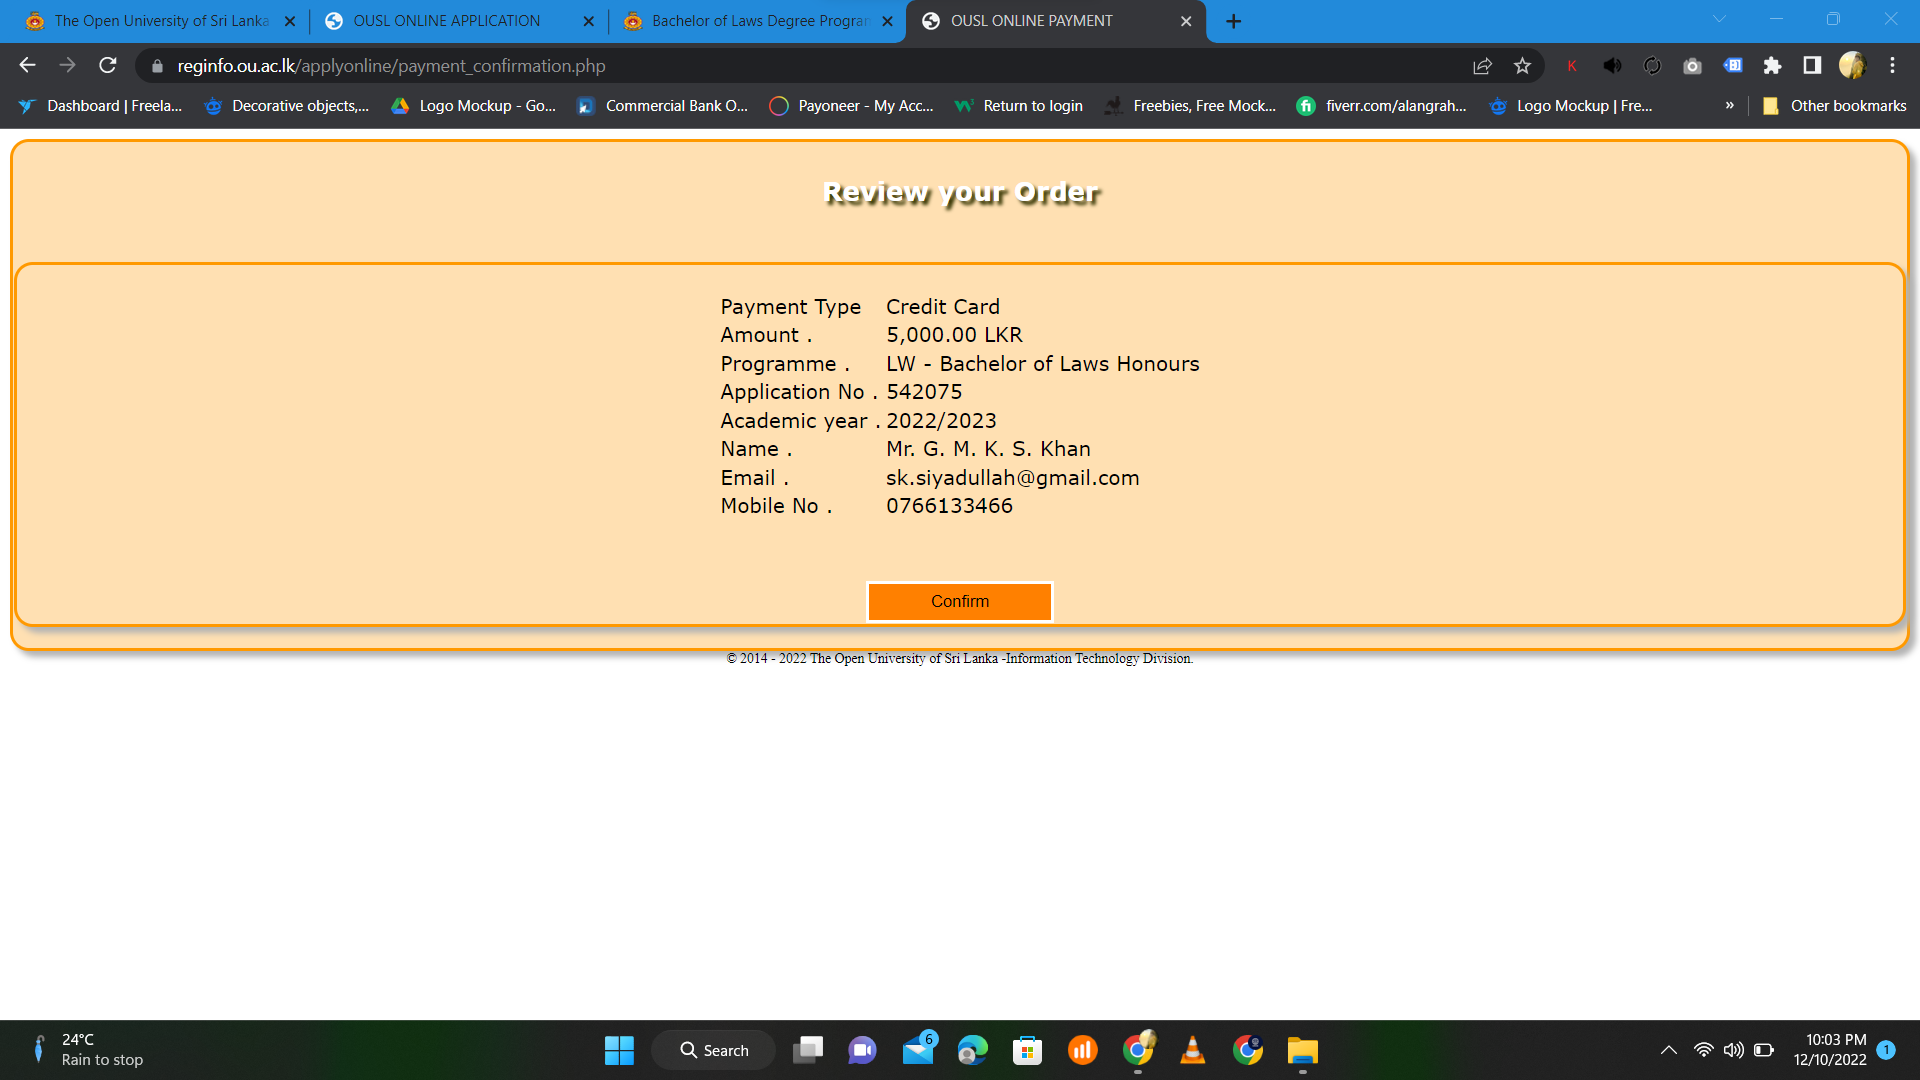 The Open University of Sri Lanka
OUSL ONLINE APPLICATION
Bachelor of Laws Degree Program
OUSL ONLINE PAYMENT
reginfo.ou.ac.lk/applyonline/payment_confirmation.php
K
Dashboard | Freela...
Decorative objects,...
Logo Mockup - Go...
Commercial Bank O...
Payoneer - My Acc...
Return to login
Freebies, Free Mock...
fi
fiverr.com/alangrah...
Logo Mockup | Fre...
»
Other bookmarks
Review your Order
Payment Type Credit Card
Amount . 5,000.00 LKR
Programme . LW - Bachelor of Laws Honours
Application No . 542075
Academic year . 2022/2023
Name . Mr. G. M. K. S. Khan
Email . sk.siyadullah@gmail.com
Mobile No . 0766133466
Confirm
© 2014 - 2022 The Open University of Sri Lanka -Information Technology Division.
24°C
Rain to stop
Search
6
10:03 PM
12/10/2022
1